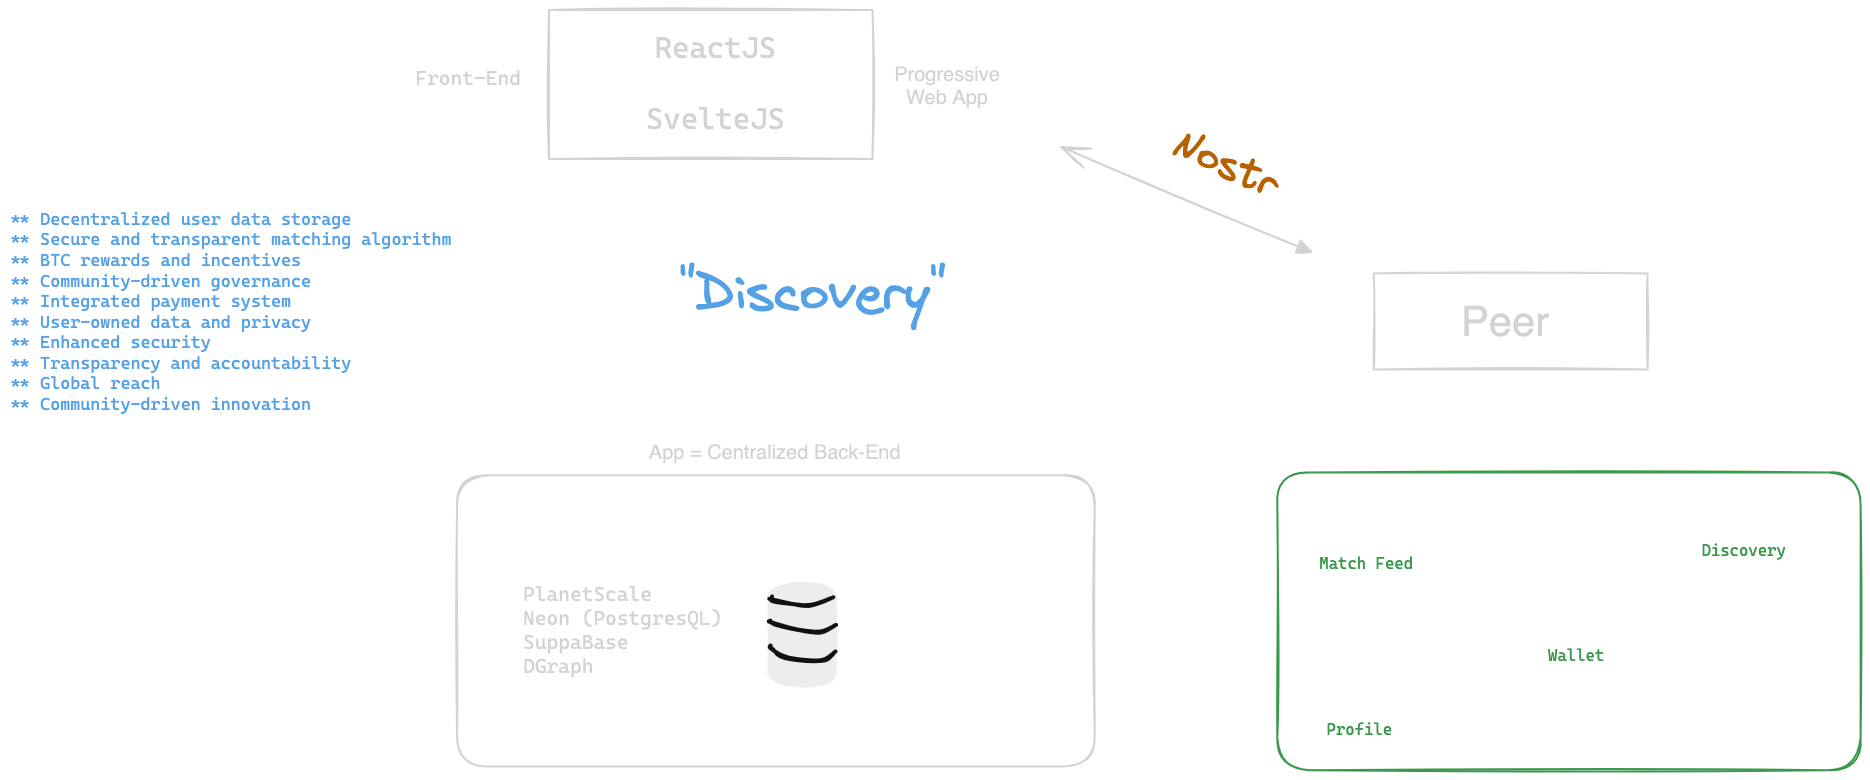 ReactJS
Front-End
Progressive
Web App
SvelteJS
Nostr
** Decentralized user data storage
** Secure and transparent matching algorithm
** BTC rewards and incentives
** Community-driven governance
** Integrated payment system
** User-owned data and privacy
** Enhanced security
** Transparency and accountability
** Global reach
** Community-driven innovation
"Discovery"
Peer
App = Centralized Back-End
PlanetScale
Neon (PostgresQL)
SuppaBase
DGraph
Match Feed
Discovery
Wallet
Profile